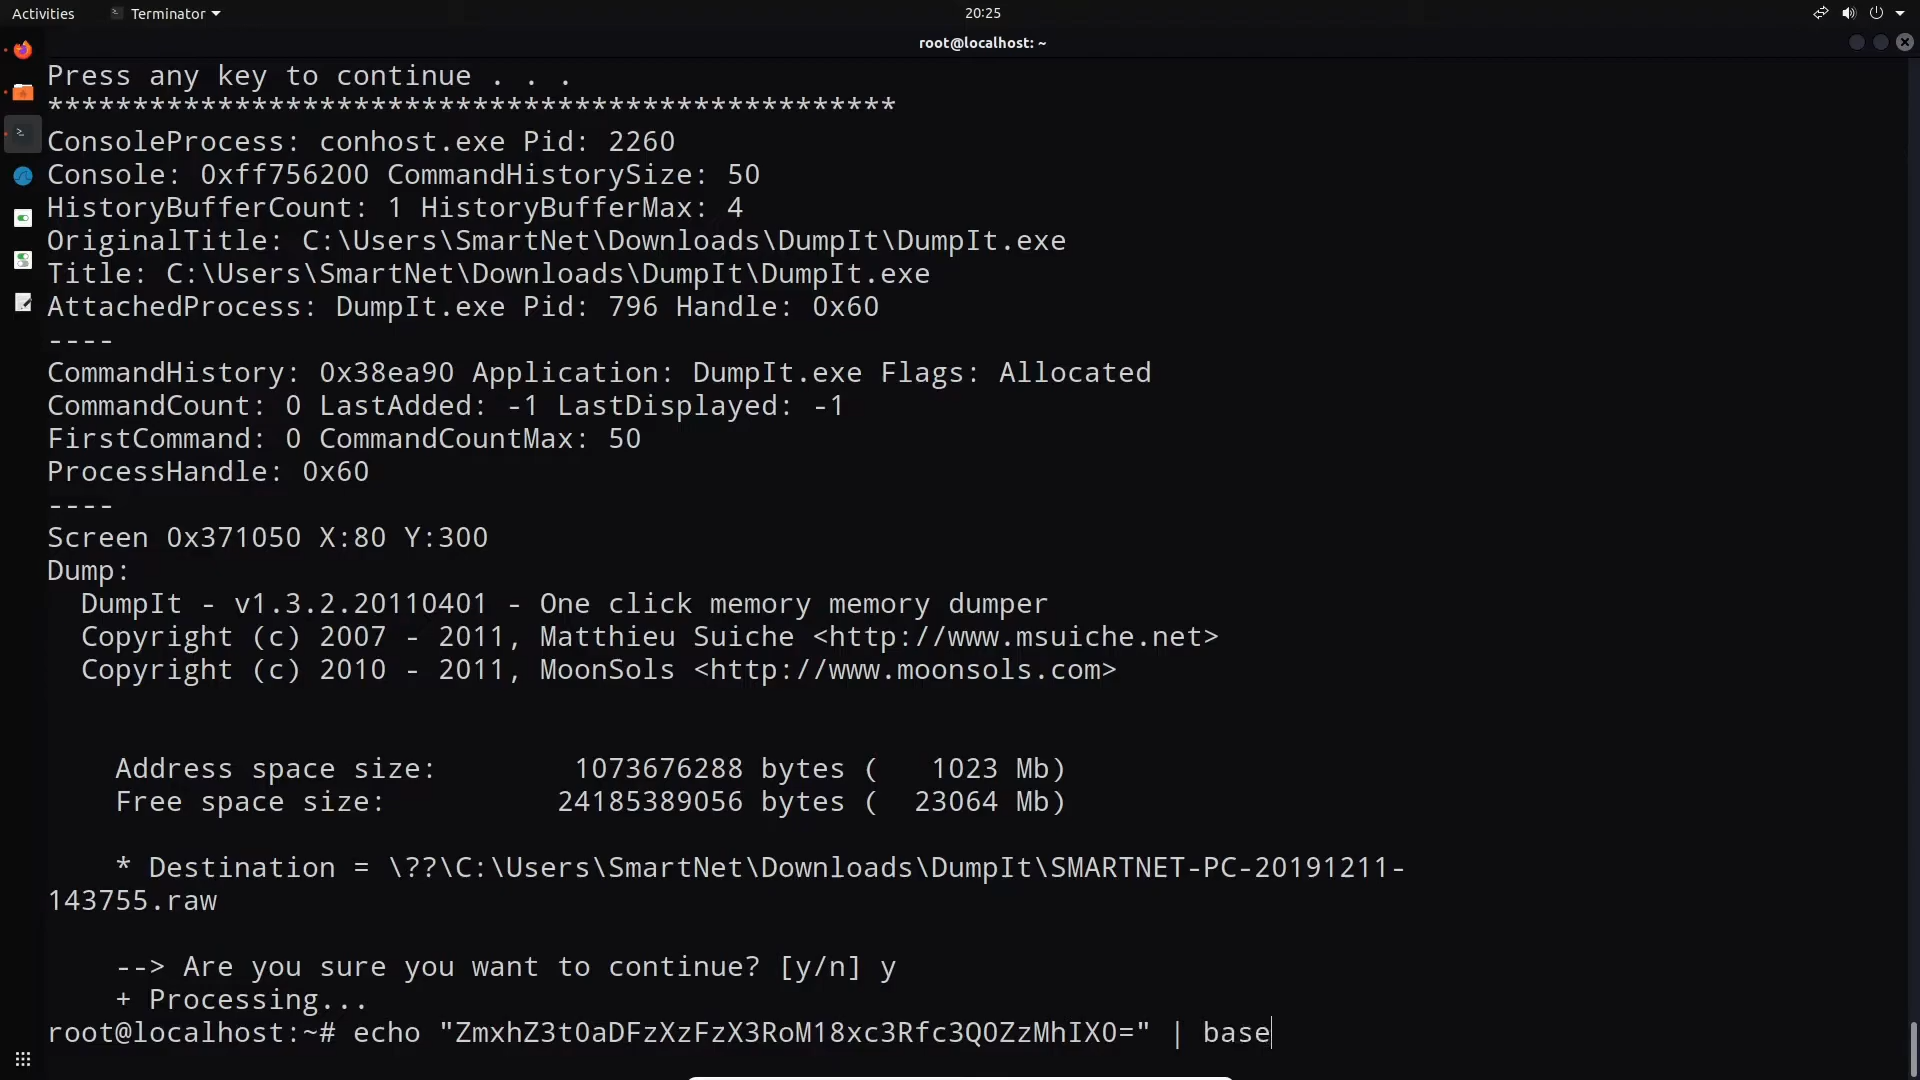 Activities
Terminator
20:25
root@localhost: ~
Press any key to continue . . .
**************************************************
ConsoleProcess: conhost.exe Pid: 2260
Console: 0xff756200 CommandHistorySize: 50
HistoryBufferCount: 1 HistoryBufferMax: 4
OriginalTitle: C:\Users\SmartNet\Downloads\DumpIt\DumpIt.exe
Title: C:\Users\SmartNet\Downloads\DumpIt\DumpIt.exe
AttachedProcess: DumpIt.exe Pid: 796 Handle: 0x60
----
CommandHistory: 0x38ea90 Application: DumpIt.exe Flags: Allocated
CommandCount: 0 LastAdded: -1 LastDisplayed: -1
FirstCommand: 0 CommandCountMax: 50
ProcessHandle: 0x60
----
Screen 0x371050 X:80 Y:300
Dump:
  DumpIt - v1.3.2.20110401 - One click memory memory dumper
  Copyright (c) 2007 - 2011, Matthieu Suiche <http://www.msuiche.net>
  Copyright (c) 2010 - 2011, MoonSols <http://www.moonsols.com>
    Address space size:        1073676288 bytes (   1023 Mb)
    Free space size:          24185389056 bytes (  23064 Mb)
    * Destination = \??\C:\Users\SmartNet\Downloads\DumpIt\SMARTNET-PC-20191211-
143755.raw
    --> Are you sure you want to continue? [y/n] y
    + Processing...
root@localhost:~# echo "ZmxhZ3t0aDFzXzFzX3RoM18xc3Rfc3Q0ZzMhIX0=" | base